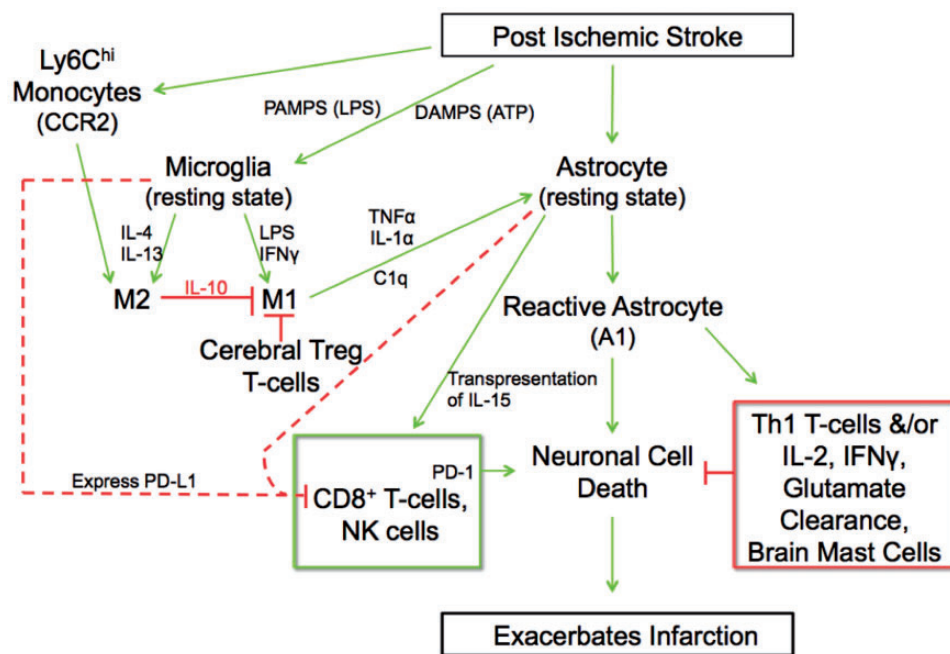 Post Ischemic Stroke
Ly6Chi
Monocytes
(CCR2)
PAMPS (LPS)
DAMPS (ATP)
Microglia
(resting state)
Astrocyte
(resting state)
IL-4
IL-13
LPS
IFNγ
TNFα
IL-1α
C1q
M2
IL-10
M1
Cerebral Treg
T-cells
Reactive Astrocyte
(A1)
Transpresentation
of IL-15
Express PD-L1
PD-1
CD8+ T-cells,
NK cells
Neuronal Cell
Death
Th1 T-cells &/or
IL-2, IFNγ,
Glutamate
Clearance,
Brain Mast Cells
Exacerbates Infarction